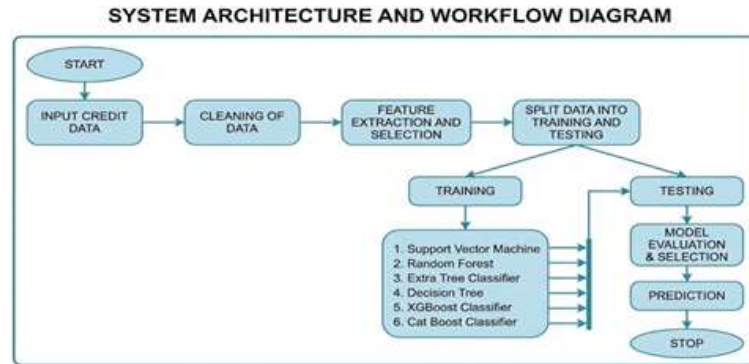 SYSTEM ARCHITECTURE AND WORKFLOW DIAGRAM
START
INPUT CREDIT
DATA
CLEANING OF
DATA
FEATURE
EXTRACTION AND
SELECTION
SPLIT DATA INTO
TRAINING AND
TESTING
TRAINING
TESTING
1. Support Vector Machine
2. Random Forest
3. Extra Tree Classifier
4. Decision Tree
5. XGBoost Classifier
6. Cat Boost Classifier
MODEL
EVALUATION
& SELECTION
PREDICTION
STOP